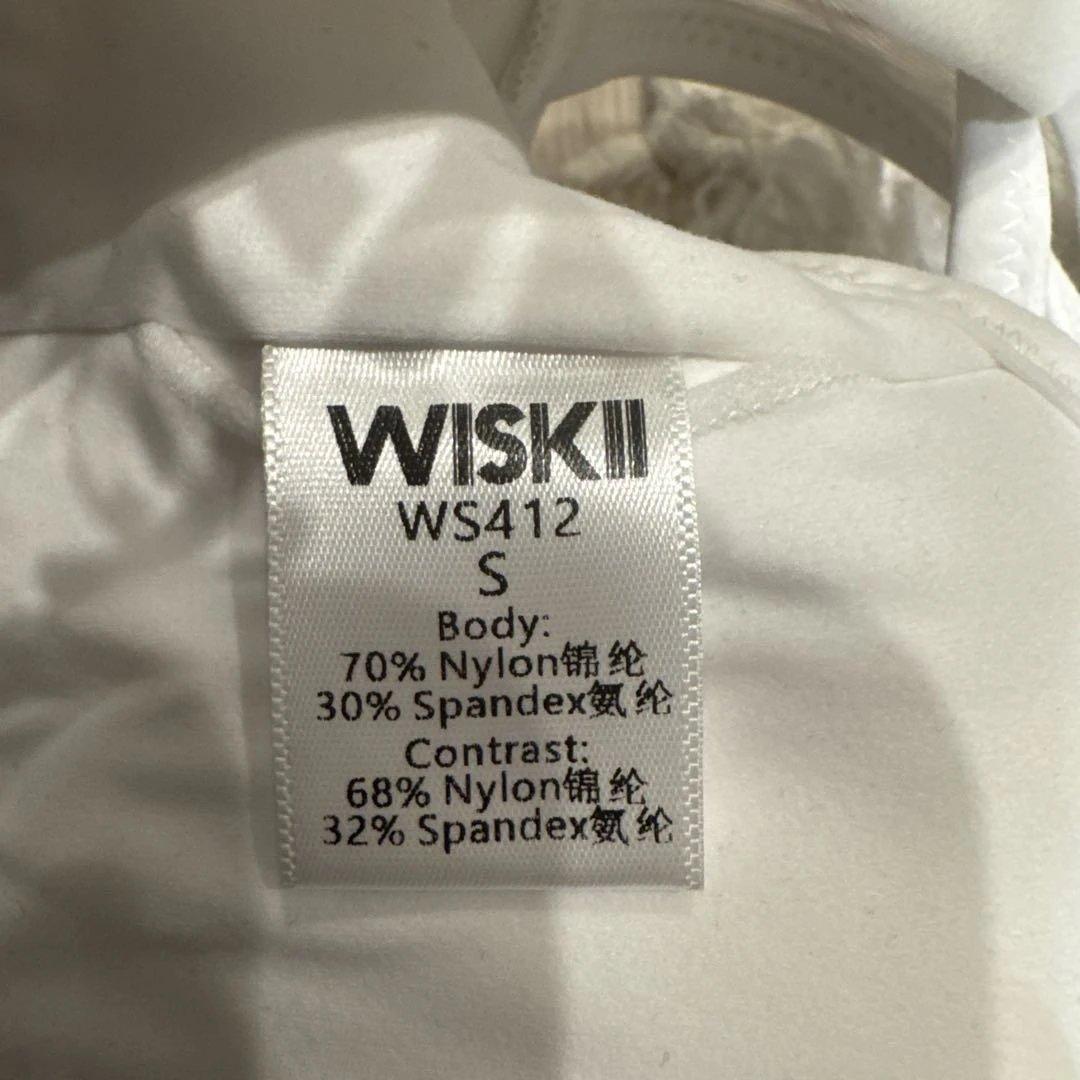 WISKII
WS412
S
Body:
70% Nylon锦纶
30% Spandex氨纶
Contrast:
68% Nylon锦纶
32% Spandex氨纶